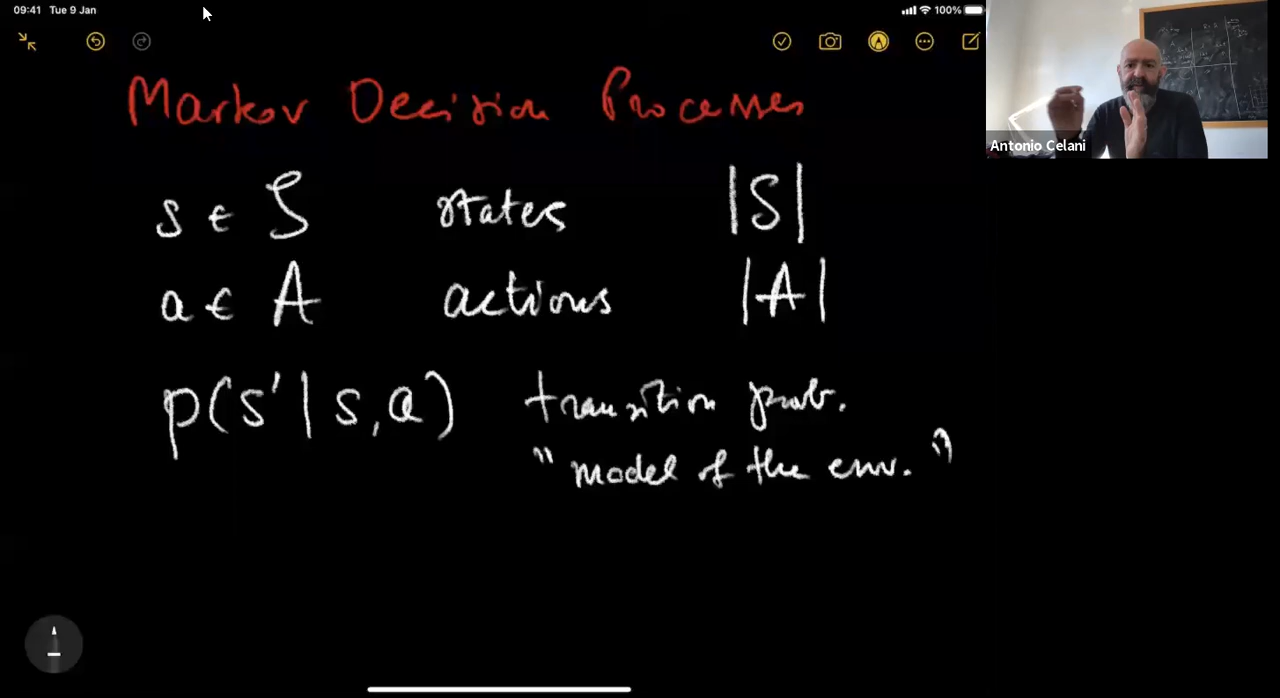 09:41 Tue 9 Jan
100%
Markov Decision Processes
Antonio Celani
s ∈ S states |S|
a ∈ A actions |A|
p(s'|s,a) transition prob.
"model of the env."